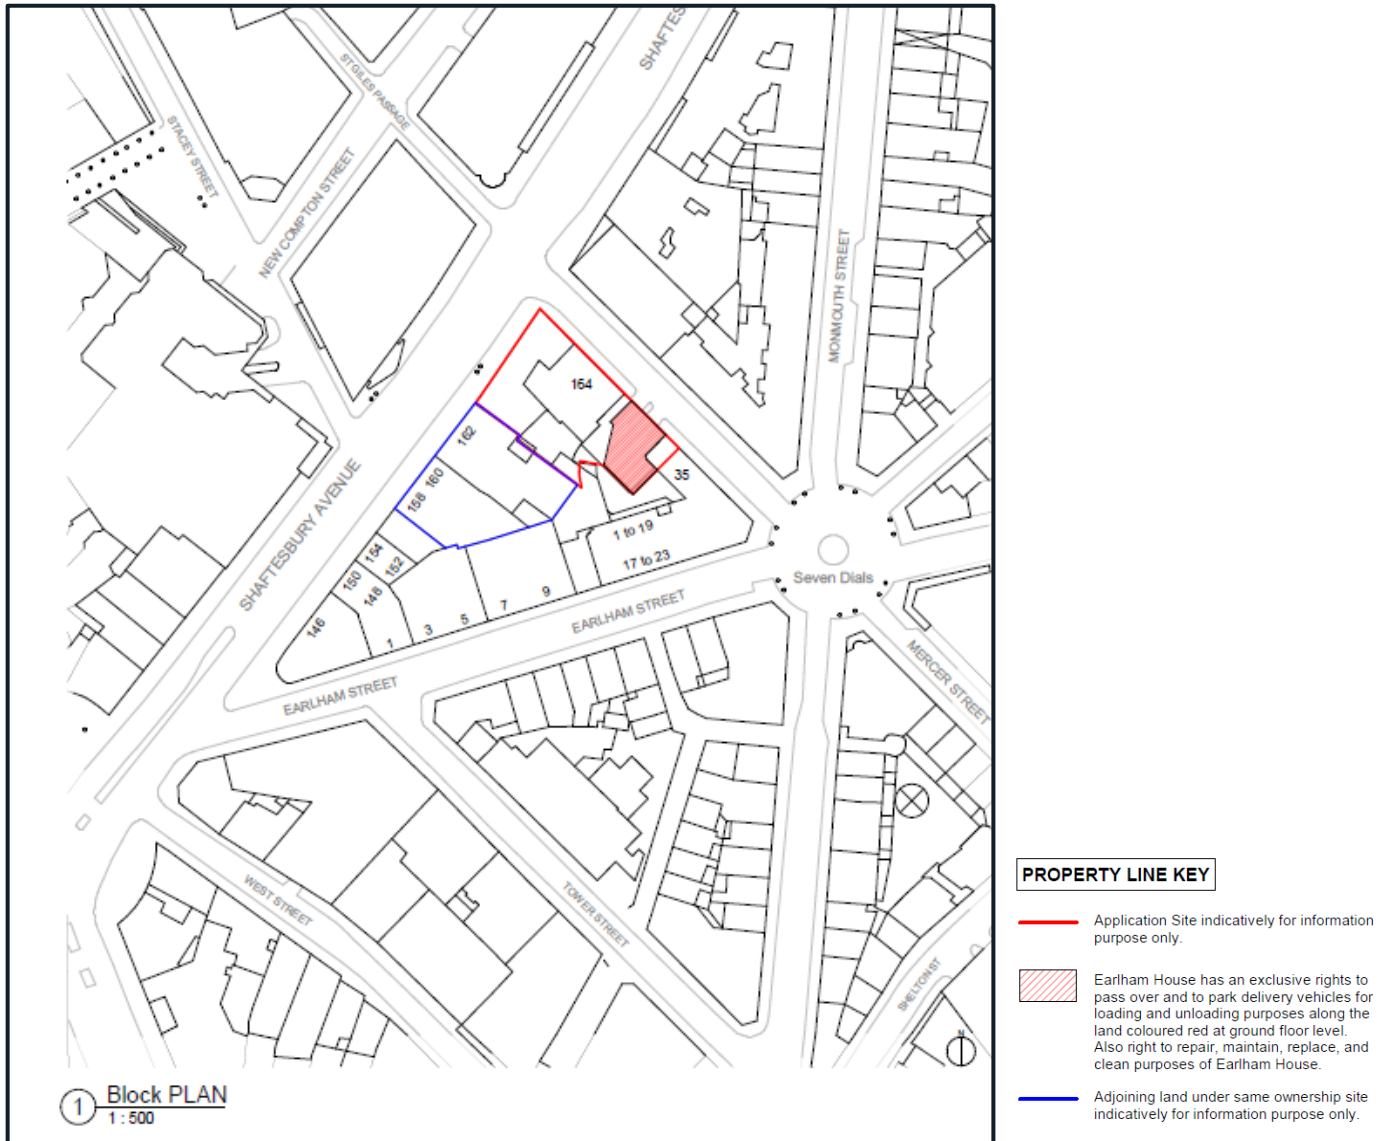 ST GILES PASSAGE
SHAFTES
STACEY STREET
NEW COMPTON STREET
MONMOUTH STREET
164
162
35
160
158
SHAFTESBURY AVENUE
1 to 19
154
17 to 23
152
150
Seven Dials
148
9
7
146
5
3
1
EARLHAM STREET
EARLHAM STREET
MERCER STREET
WEST STREET
TOWER STREET
SHELTON ST
N
1
Block PLAN
1 : 500
PROPERTY LINE KEY
Application Site indicatively for information
purpose only.
Earlham House has an exclusive rights to
pass over and to park delivery vehicles for
loading and unloading purposes along the
land coloured red at ground floor level.
Also right to repair, maintain, replace, and
clean purposes of Earlham House.
Adjoining land under same ownership site
indicatively for information purpose only.